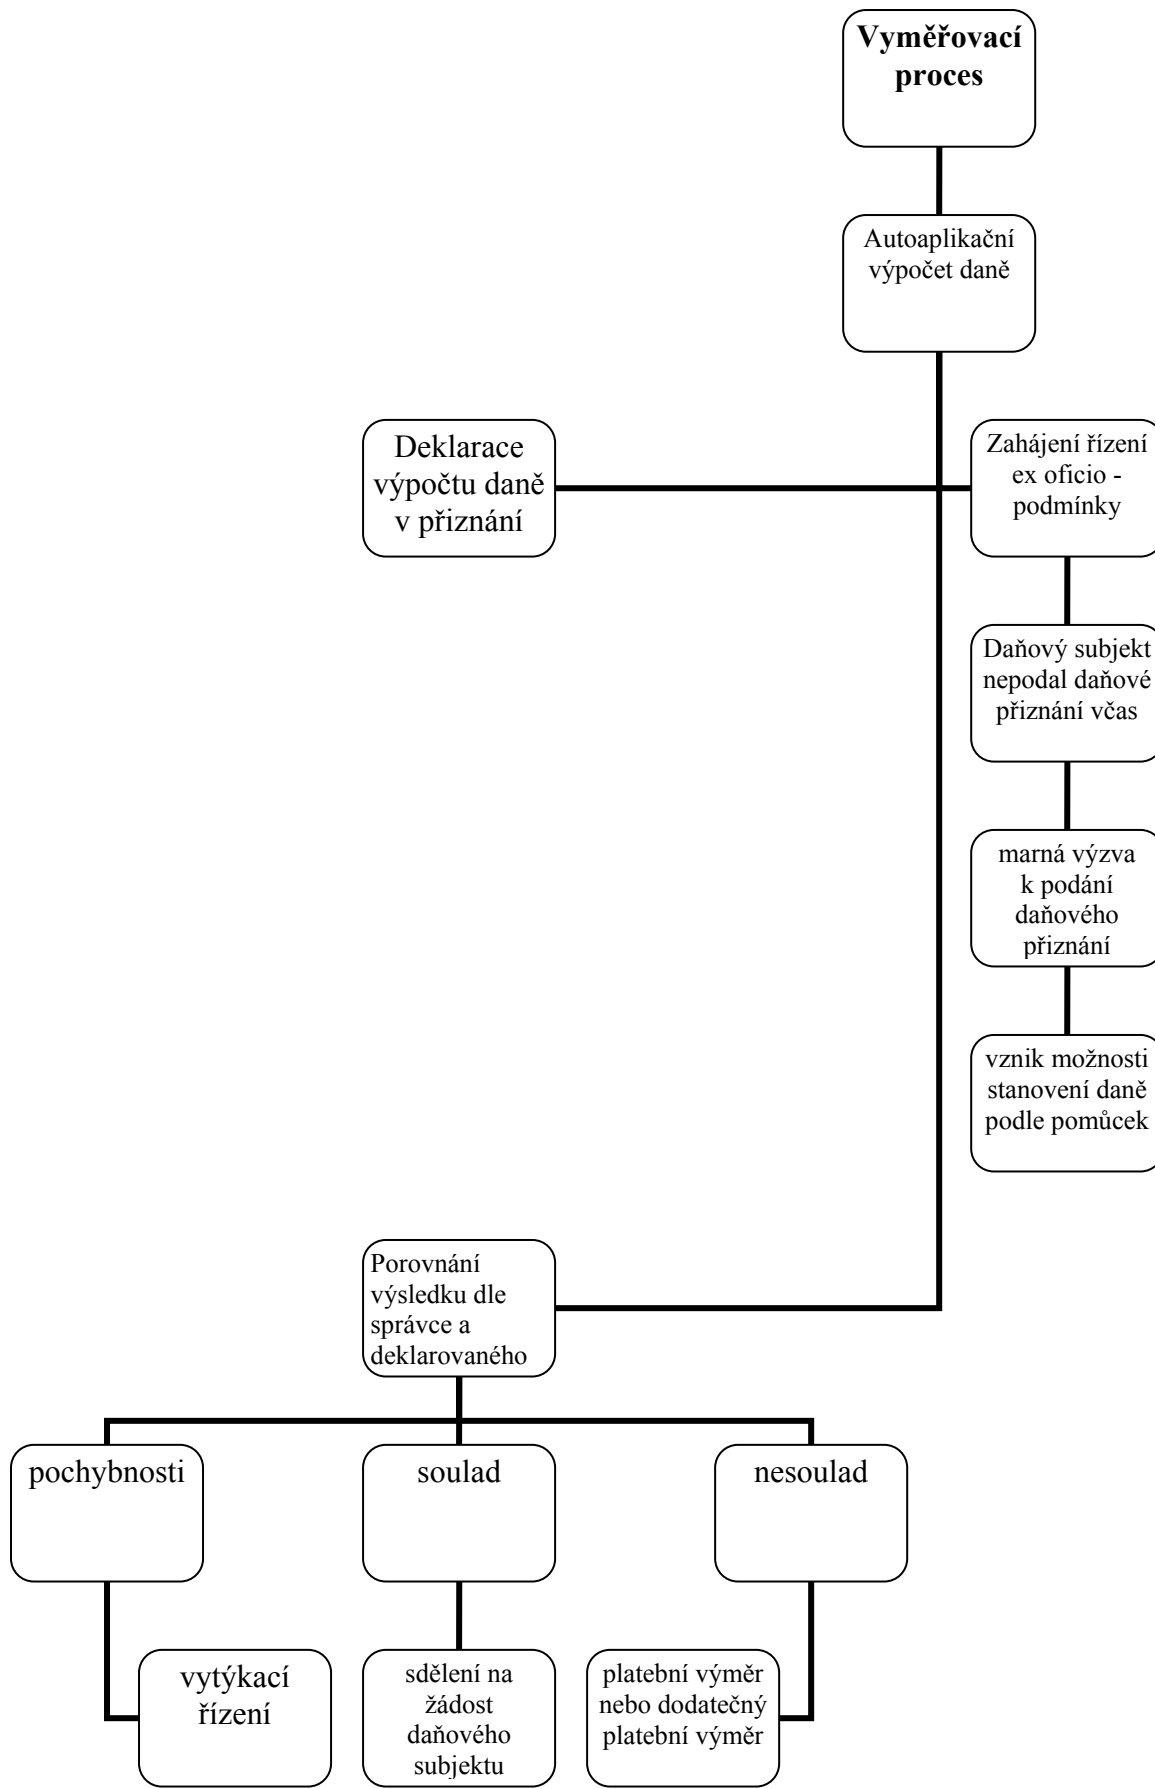 Vyměřovací
proces
Autoaplikační
výpočet daně
Deklarace
výpočtu daně
v přiznání
Zahájení řízení
ex oficio -
podmínky
Daňový subjekt
nepodal daňové
přiznání včas
marná výzva
k podání
daňového
přiznání
vznik možnosti
stanovení daně
podle pomůcek
Porovnání
výsledku dle
správce a
deklarovaného
pochybnosti
soulad
nesoulad
vytýkací
řízení
sdělení na
žádost
daňového
subjektu
platební výměr
nebo dodatečný
platební výměr